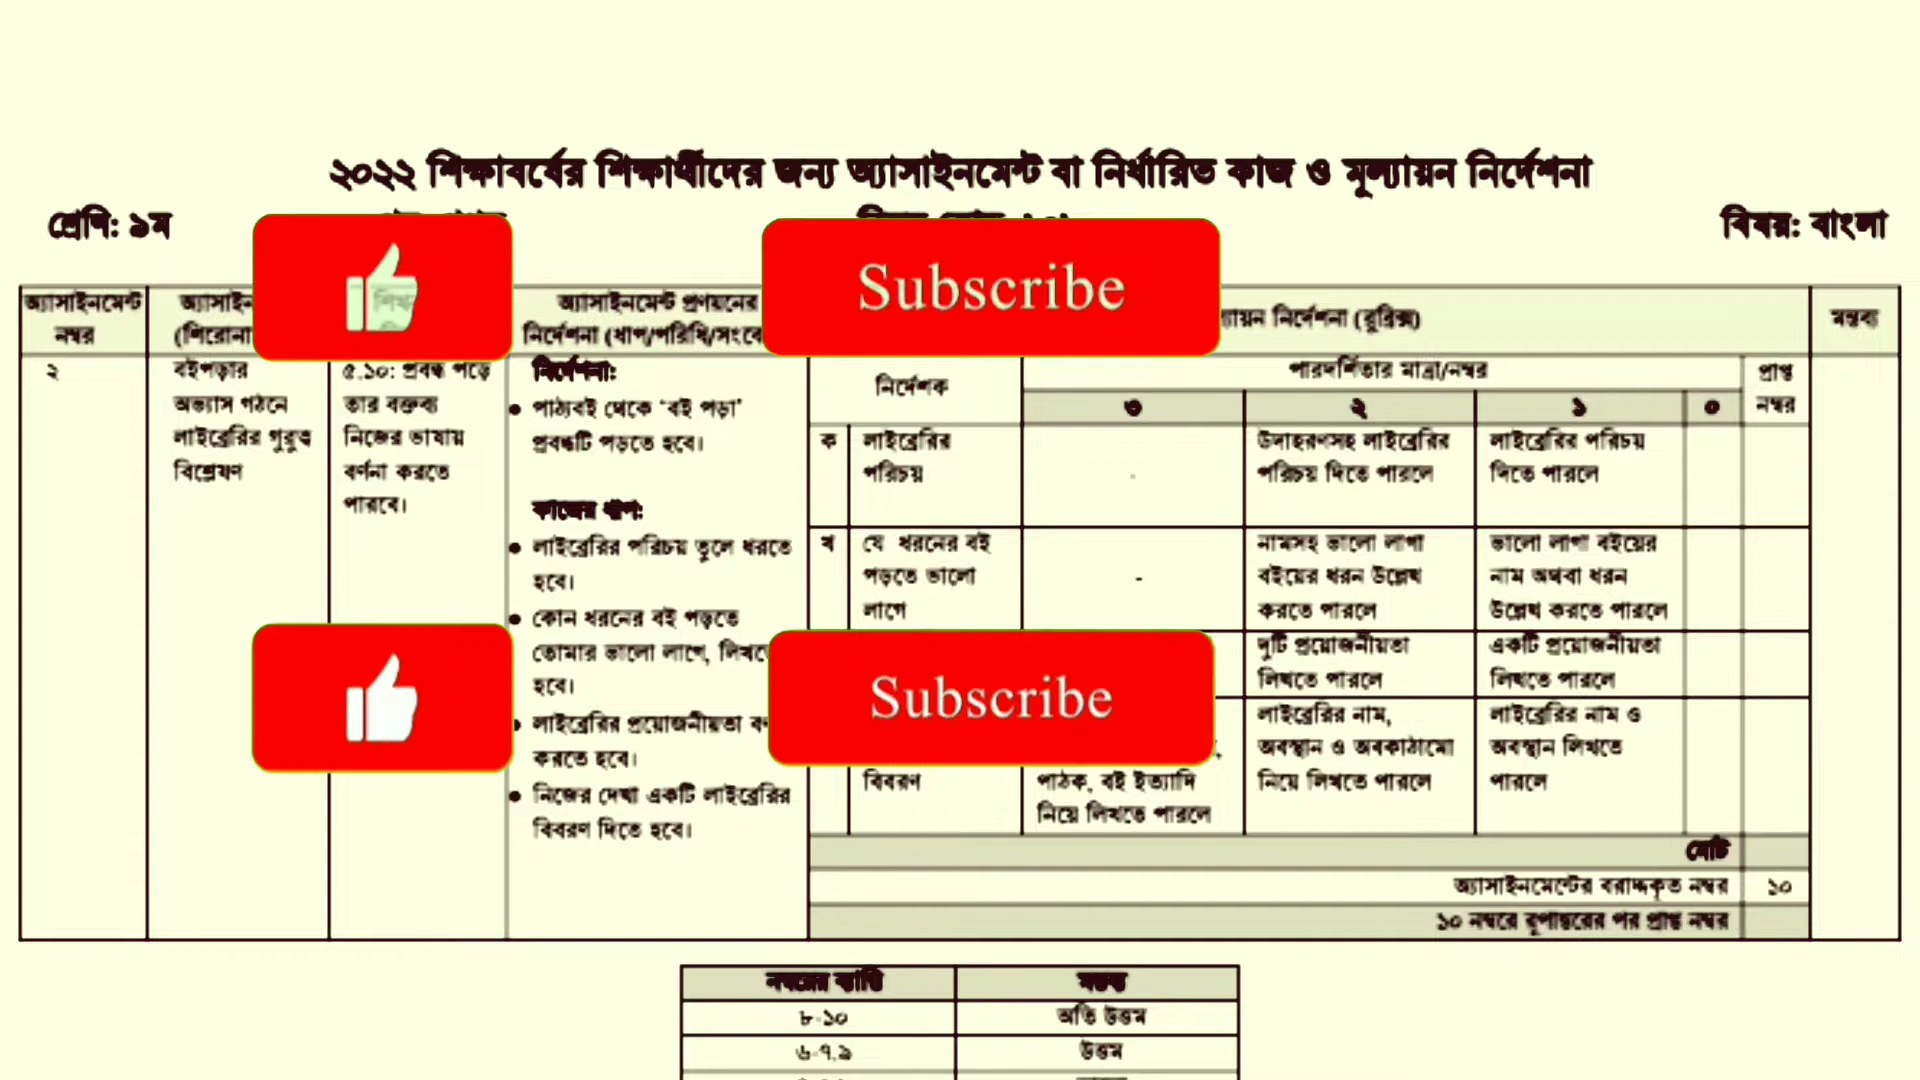 ২০২২ শিক্ষাবর্ষের শিক্ষার্থীদের জন্য অ্যাসাইনমেন্ট বা নির্ধারিত কাজ ও মূল্যায়ন নির্দেশনা
শ্রেণি: ৯ম
বিষয়: বাংলা
Subscribe
অ্যাসাইনমেন্ট
নম্বর
অ্যাসাইন
(শিরোনা
অ্যাসাইনমেন্ট প্রণয়নের
নির্দেশনা (ধাপ/পরিধি/সংকে
নির্দেশনা (রুব্রিক্স)
মন্তব্য
২
বইপড়ার
অভ্যাস গঠনে
লাইব্রেরির গুরুত্ব
বিশ্লেষণ
৫.১০: প্রবন্ধ পড়ে
তার বক্তব্য
নিজের ভাষায়
বর্ণনা করতে
পারবে।
নির্দেশনা:
● পাঠ্যবই থেকে ‘বই পড়া’
প্রবন্ধটি পড়তে হবে।
কাজের ধাপ:
● লাইব্রেরির পরিচয় তুলে ধরতে
হবে।
● কোন ধরনের বই পড়তে
তোমার ভালো লাগে, লিখতে
হবে।
● লাইব্রেরির প্রয়োজনীয়তা
করতে হবে।
● নিজের দেখা একটি লাইব্রেরির
বিবরণ দিতে হবে।
নির্দেশক
পারদর্শিতার মাত্রা/নম্বর
প্রাপ্ত
নম্বর
৩
২
১
০
ক
লাইব্রেরির
পরিচয়
-
উদাহরণসহ লাইব্রেরির
পরিচয় দিতে পারলে
লাইব্রেরির পরিচয়
দিতে পারলে
খ
যে ধরনের বই
পড়তে ভালো
লাগে
-
নামসহ ভালো লাগা
বইয়ের ধরন উল্লেখ
করতে পারলে
ভালো লাগা বইয়ের
নাম অথবা ধরন
উল্লেখ করতে পারলে
Subscribe
দুটি প্রয়োজনীয়তা
লিখতে পারলে
একটি প্রয়োজনীয়তা
লিখতে পারলে
বিবরণ
পাঠক, বই ইত্যাদি
নিয়ে লিখতে পারলে
লাইব্রেরির নাম,
অবস্থান ও অবকাঠামো
নিয়ে লিখতে পারলে
লাইব্রেরির নাম ও
অবস্থান লিখতে
পারলে
মোট
অ্যাসাইনমেন্টের বরাদ্দকৃত নম্বর
১০
১০ নম্বরে রূপান্তরের পর প্রাপ্ত নম্বর
নম্বরের ব্যাপ্তি
মন্তব্য
৮-১০
অতি উত্তম
৬-৭.৯
উত্তম